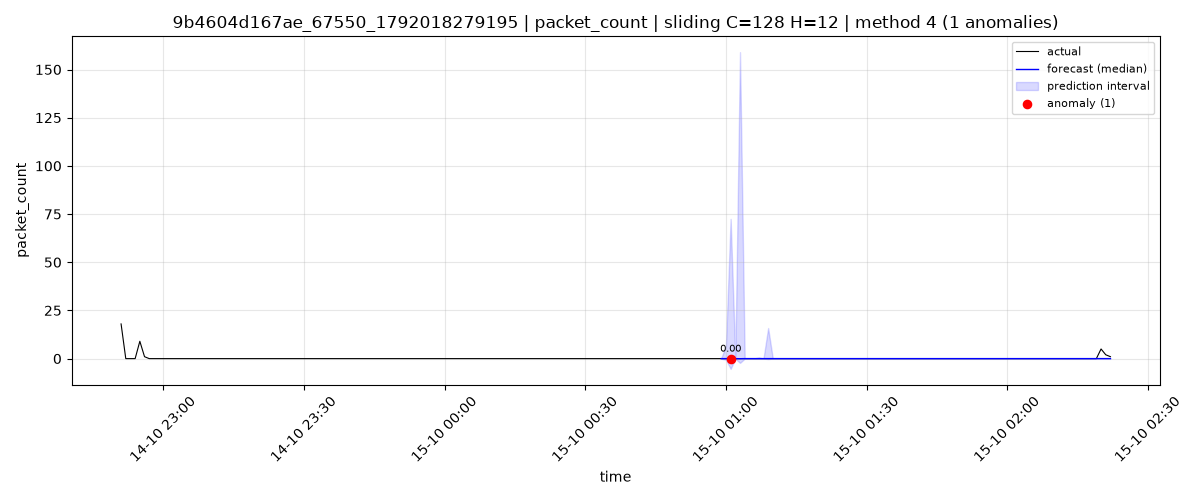 9b4604d167ae_67550_1792018279195 | packet_count | sliding C=128 H=12 | method 4 (1 anomalies)
actual
forecast (median)
prediction interval
anomaly (1)
packet_count
150
125
100
75
50
25
0
0.00
14-10 23:00
14-10 23:30
15-10 00:00
15-10 00:30
15-10 01:00
15-10 01:30
15-10 02:00
15-10 02:30
time